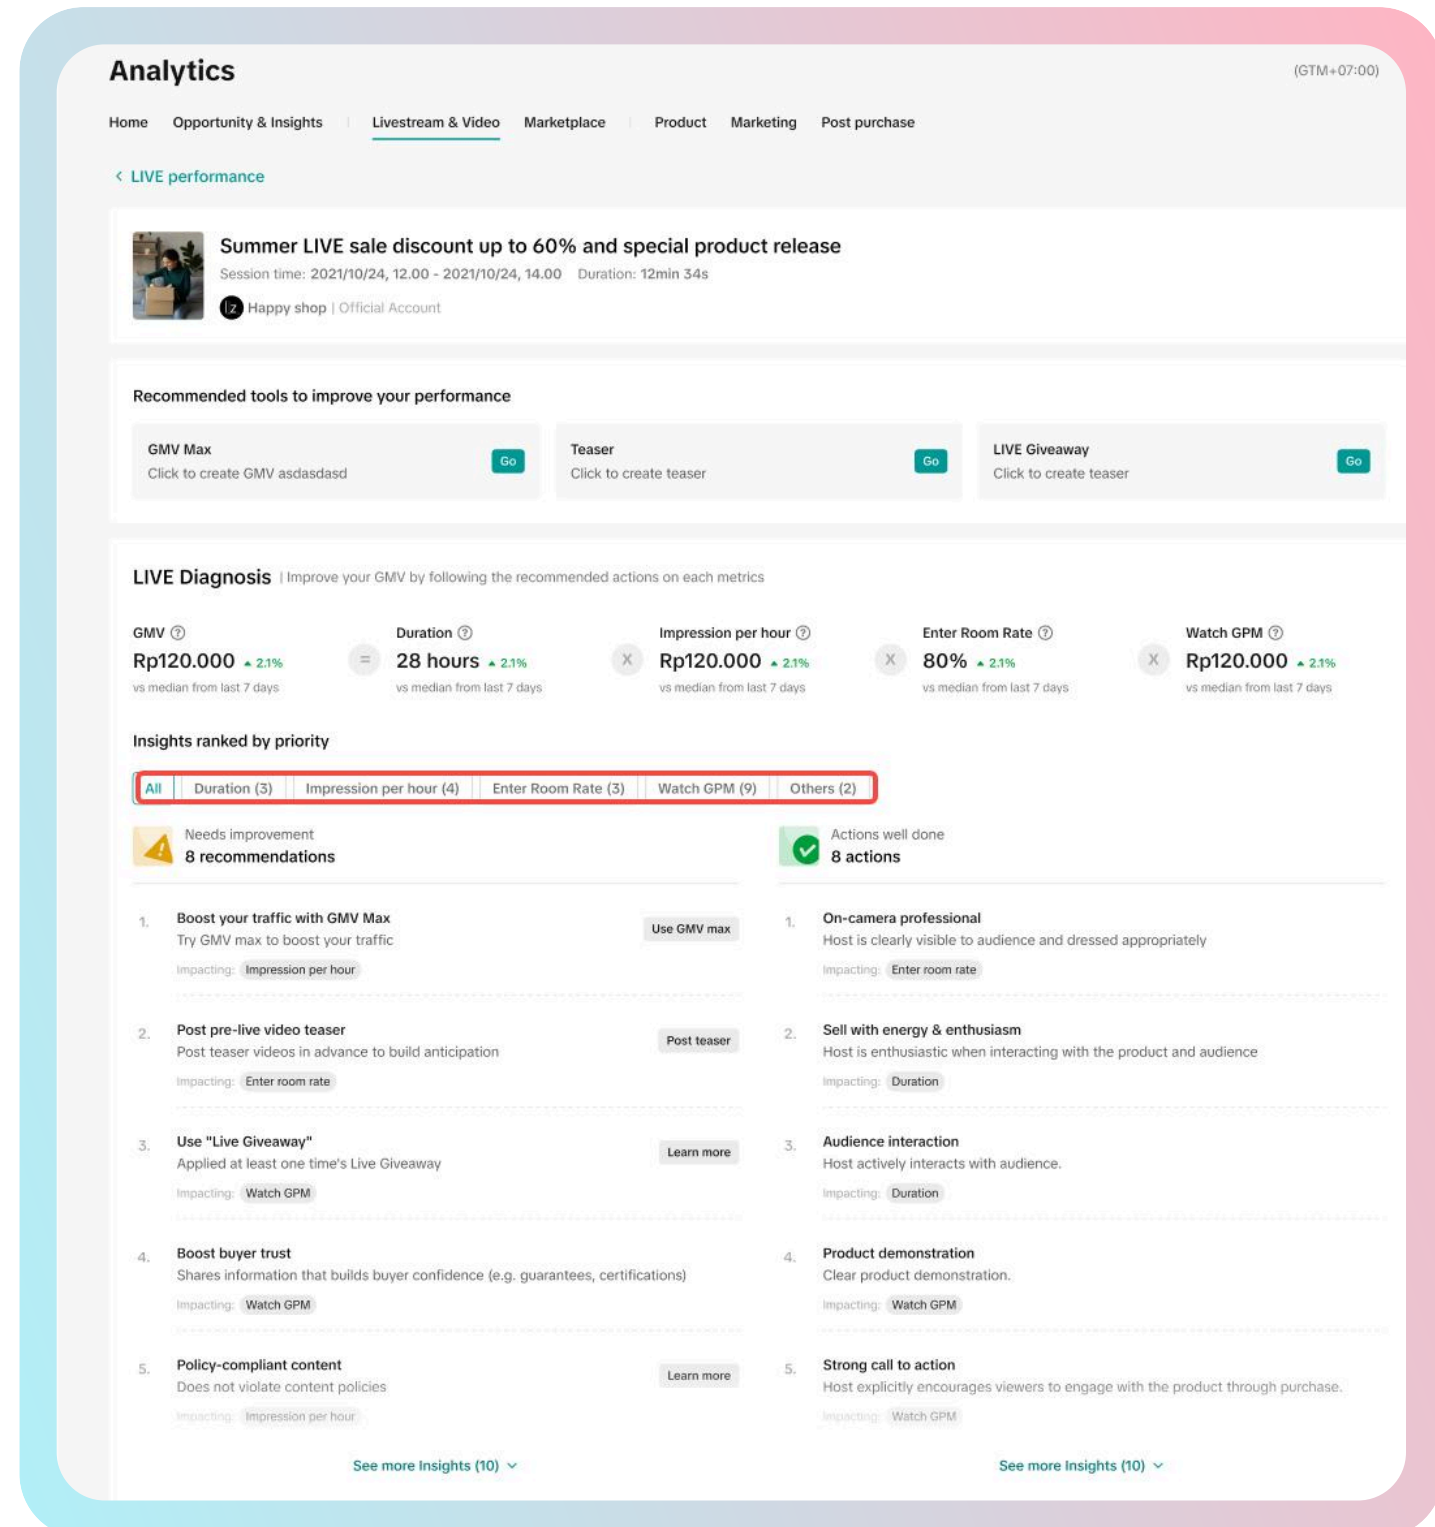 Analytics
(GTM+07:00)
Home Opportunity & Insights Livestream & Video Marketplace Product Marketing Post purchase
< LIVE performance
Summer LIVE sale discount up to 60% and special product release
Session time: 2021/10/24, 12.00 - 2021/10/24, 14.00 Duration: 12min 34s
Happy shop | Official Account
Recommended tools to improve your performance
GMV Max
Click to create GMV asdasdasd
Go
Teaser
Click to create teaser
Go
LIVE Giveaway
Click to create teaser
Go
LIVE Diagnosis | Improve your GMV by following the recommended actions on each metrics
GMV ?
Rp120.000 2.1%
vs median from last 7 days
=
Duration ?
28 hours 2.1%
vs median from last 7 days
X
Impression per hour ?
Rp120.000 2.1%
vs median from last 7 days
X
Enter Room Rate ?
80% 2.1%
vs median from last 7 days
X
Watch GPM ?
Rp120.000 2.1%
vs median from last 7 days
Insights ranked by priority
All Duration (3) Impression per hour (4) Enter Room Rate (3) Watch GPM (9) Others (2)
Needs improvement
8 recommendations
1. Boost your traffic with GMV Max
Try GMV max to boost your traffic
Impacting: Impression per hour
Use GMV max
2. Post pre-live video teaser
Post teaser videos in advance to build anticipation
Impacting: Enter room rate
Post teaser
3. Use "Live Giveaway"
Applied at least one time's Live Giveaway
Impacting: Watch GPM
Learn more
4. Boost buyer trust
Shares information that builds buyer confidence (e.g. guarantees, certifications)
Impacting: Watch GPM
5. Policy-compliant content
Does not violate content policies
Impacting: Impression per hour
Learn more
See more Insights (10)
Actions well done
8 actions
1. On-camera professional
Host is clearly visible to audience and dressed appropriately
Impacting: Enter room rate
2. Sell with energy & enthusiasm
Host is enthusiastic when interacting with the product and audience
Impacting: Duration
3. Audience interaction
Host actively interacts with audience.
Impacting: Duration
4. Product demonstration
Clear product demonstration.
Impacting: Watch GPM
5. Strong call to action
Host explicitly encourages viewers to engage with the product through purchase.
Impacting: Watch GPM
See more Insights (10)